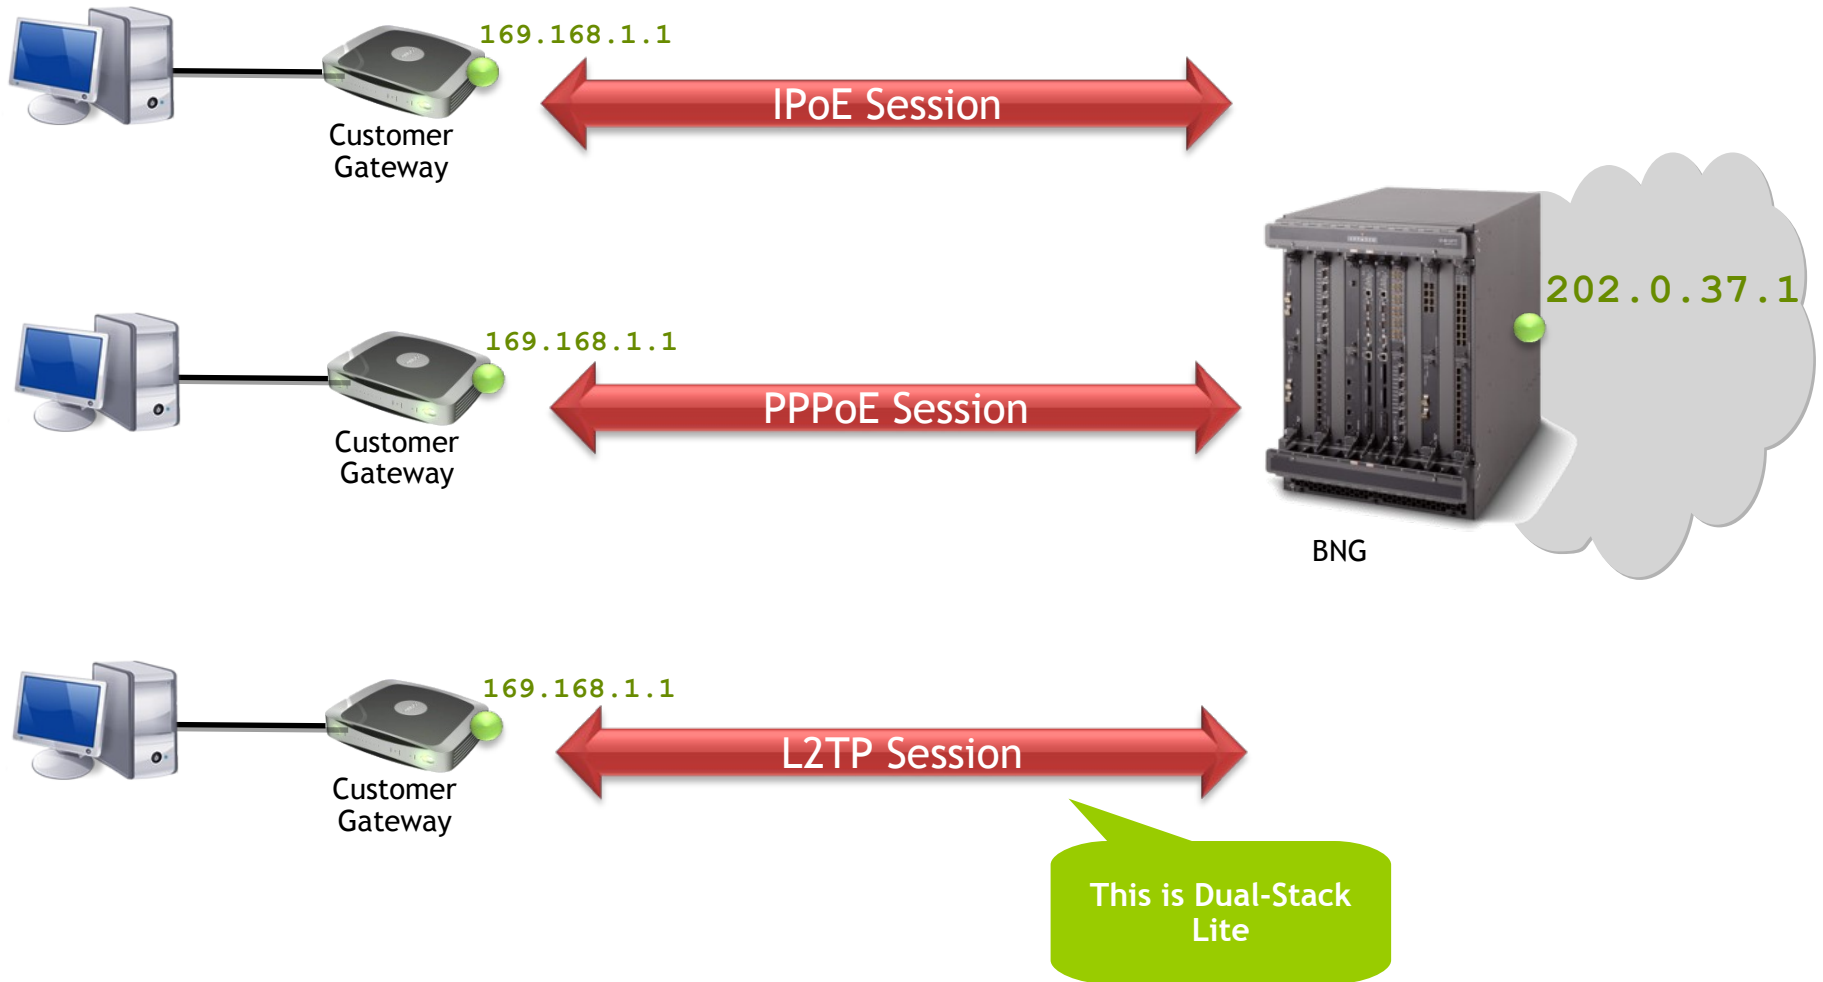 169.168.1.1
IPoE Session
Customer
Gateway
202.0.37.1
169.168.1.1
PPPoE Session
Customer
Gateway
BNG
169.168.1.1
L2TP Session
Customer
Gateway
This is Dual-Stack
Lite